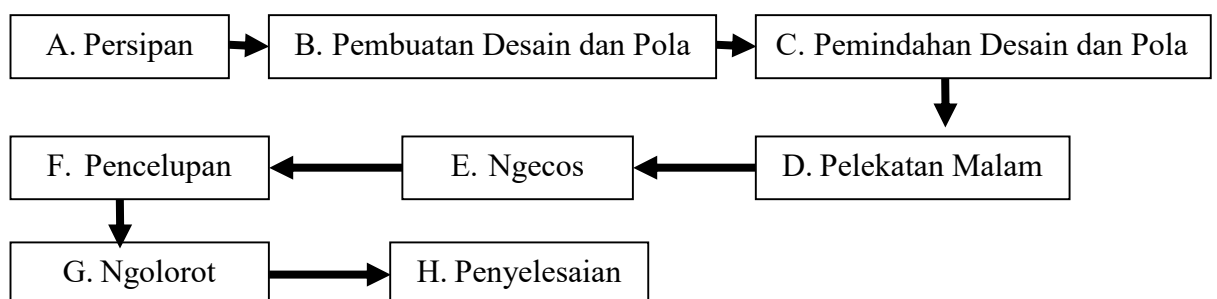 A. Persipan
B. Pembuatan Desain dan Pola
C. Pemindahan Desain dan Pola
D. Pelekatan Malam
E. Ngecos
F. Pencelupan
G. Ngolorot
H. Penyelesaian